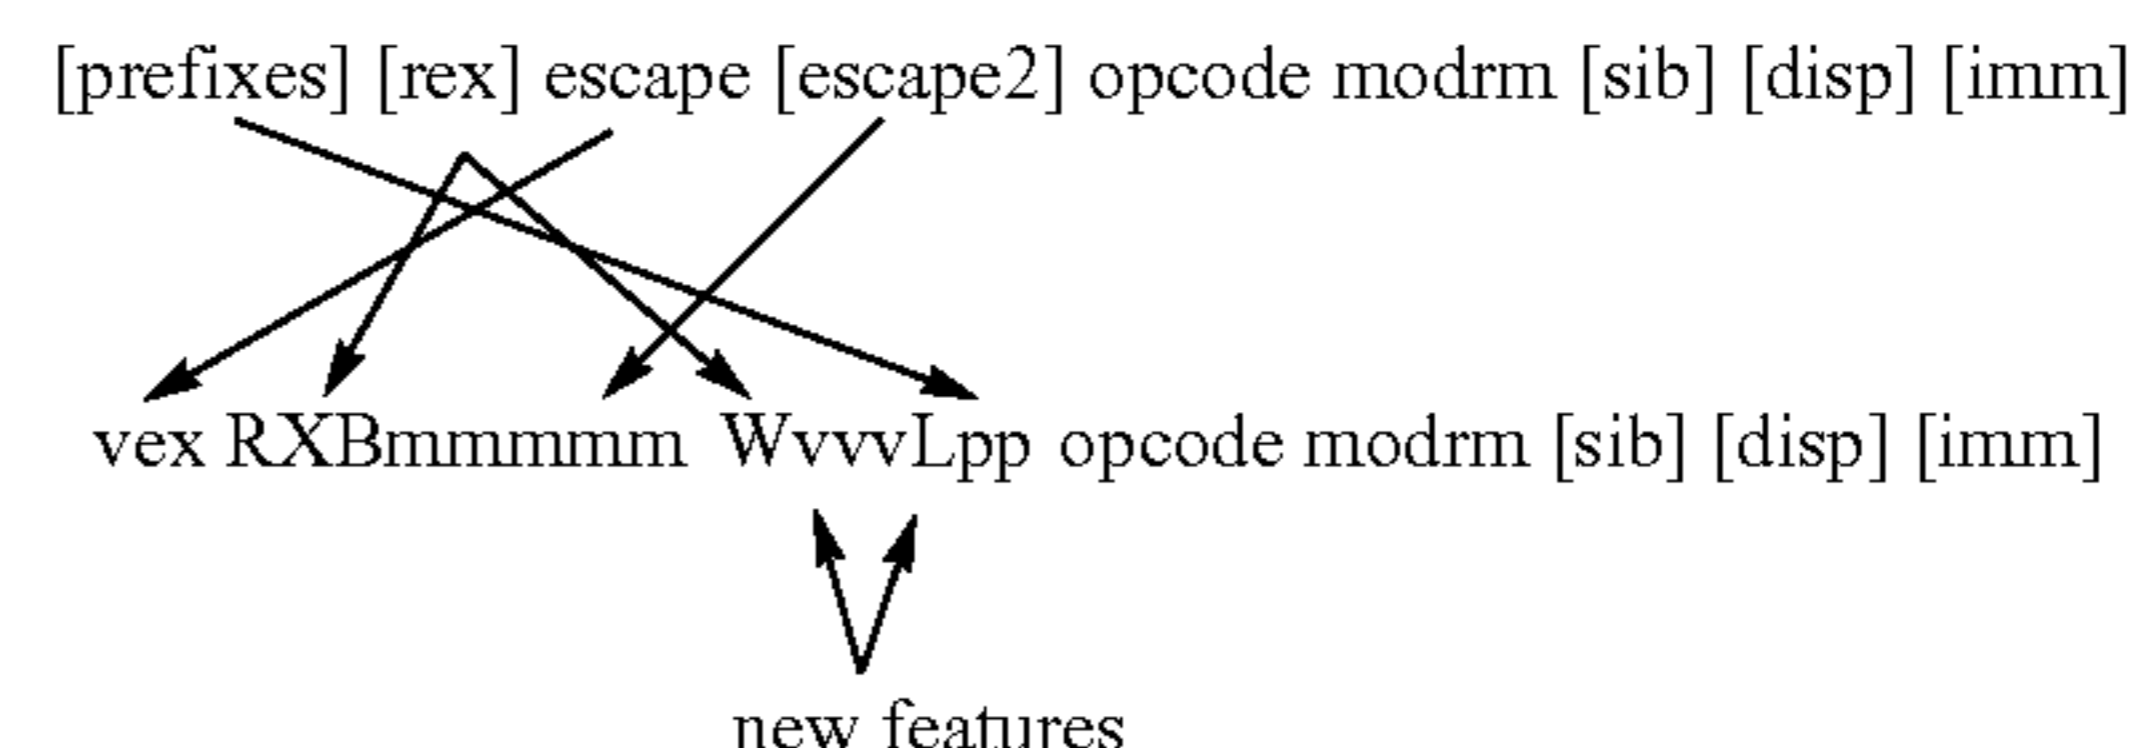 [prefixes] [rex] escape [escape2] opcode modrm [sib] [disp] [imm]
vex RXBmmmmm WvvvLpp opcode modrm [sib] [disp] [imm]
new features